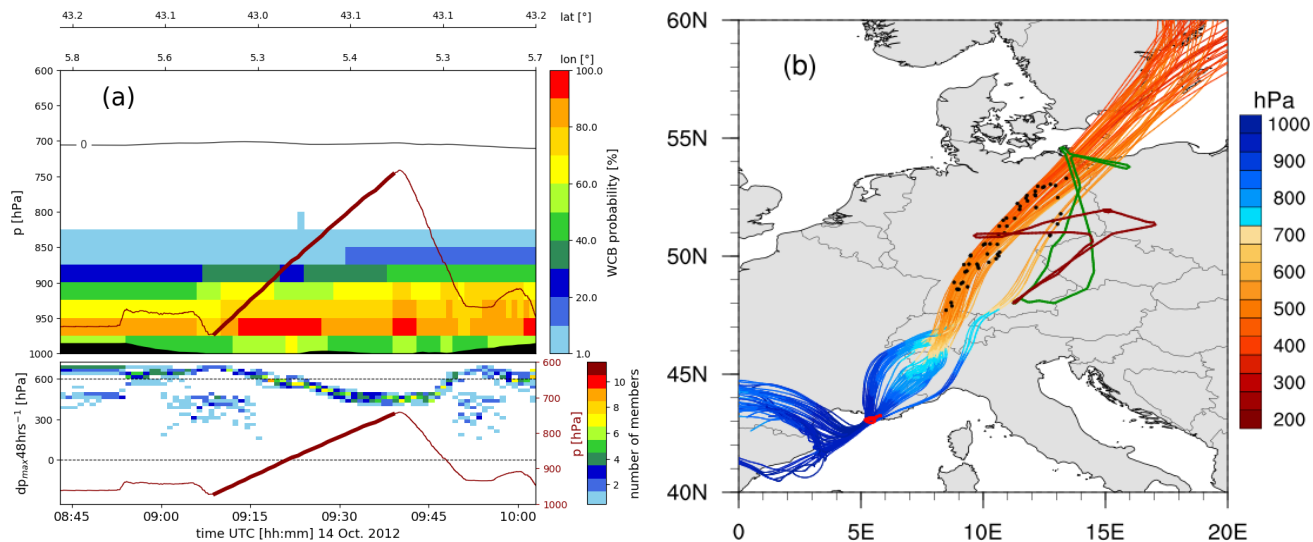 43.2 43.1 43.0 43.1 43.1 43.2 lat [°]
5.8 5.6 5.3 5.4 5.3 5.7 lon [°]
(a)
600
650
700
750
800
850
900
950
1000
p [hPa]
0
100.0
80.0
60.0
40.0
20.0
1.0
WCB probability [%]
600
300
0
dpmax48hrs⁻¹ [hPa]
600
700
800
900
1000
p [hPa]
10
8
6
4
2
number of members
08:45 09:00 09:15 09:30 09:45 10:00
time UTC [hh:mm] 14 Oct. 2012
(b)
60N
55N
50N
45N
40N
0 5E 10E 15E 20E
hPa
1000
900
800
700
600
500
400
300
200